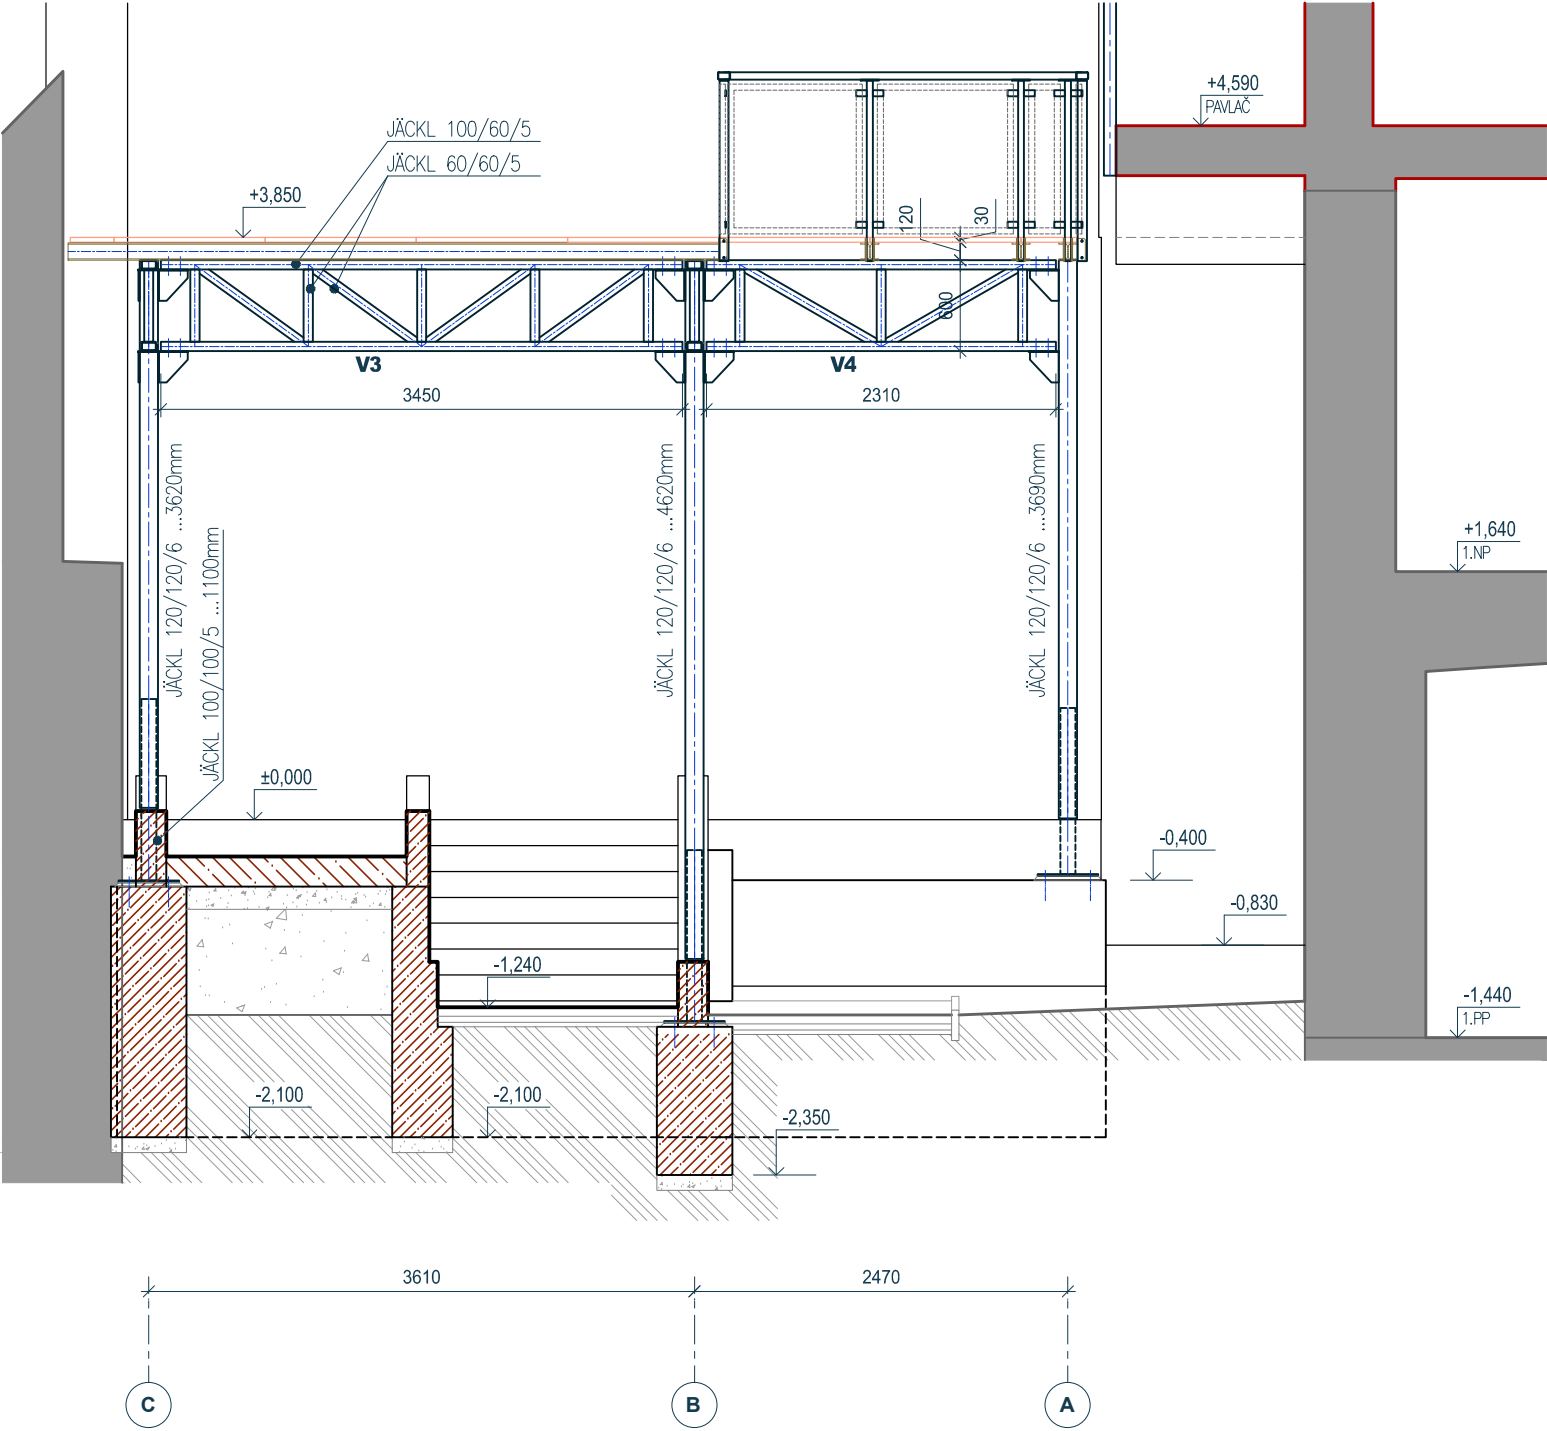 +4,590
PAVLAČ
JÄCKL 100/60/5
JÄCKL 60/60/5
+3,850
120
30
600
V3
V4
3450
2310
JÄCKL 120/120/6 ...3620mm
JÄCKL 100/100/5 ...1100mm
JÄCKL 120/120/6 ...4620mm
JÄCKL 120/120/6 ...3690mm
+1,640
1.NP
±0,000
-0,400
-0,830
-1,240
-1,440
1.PP
-2,100
-2,100
-2,350
3610
2470
C
B
A